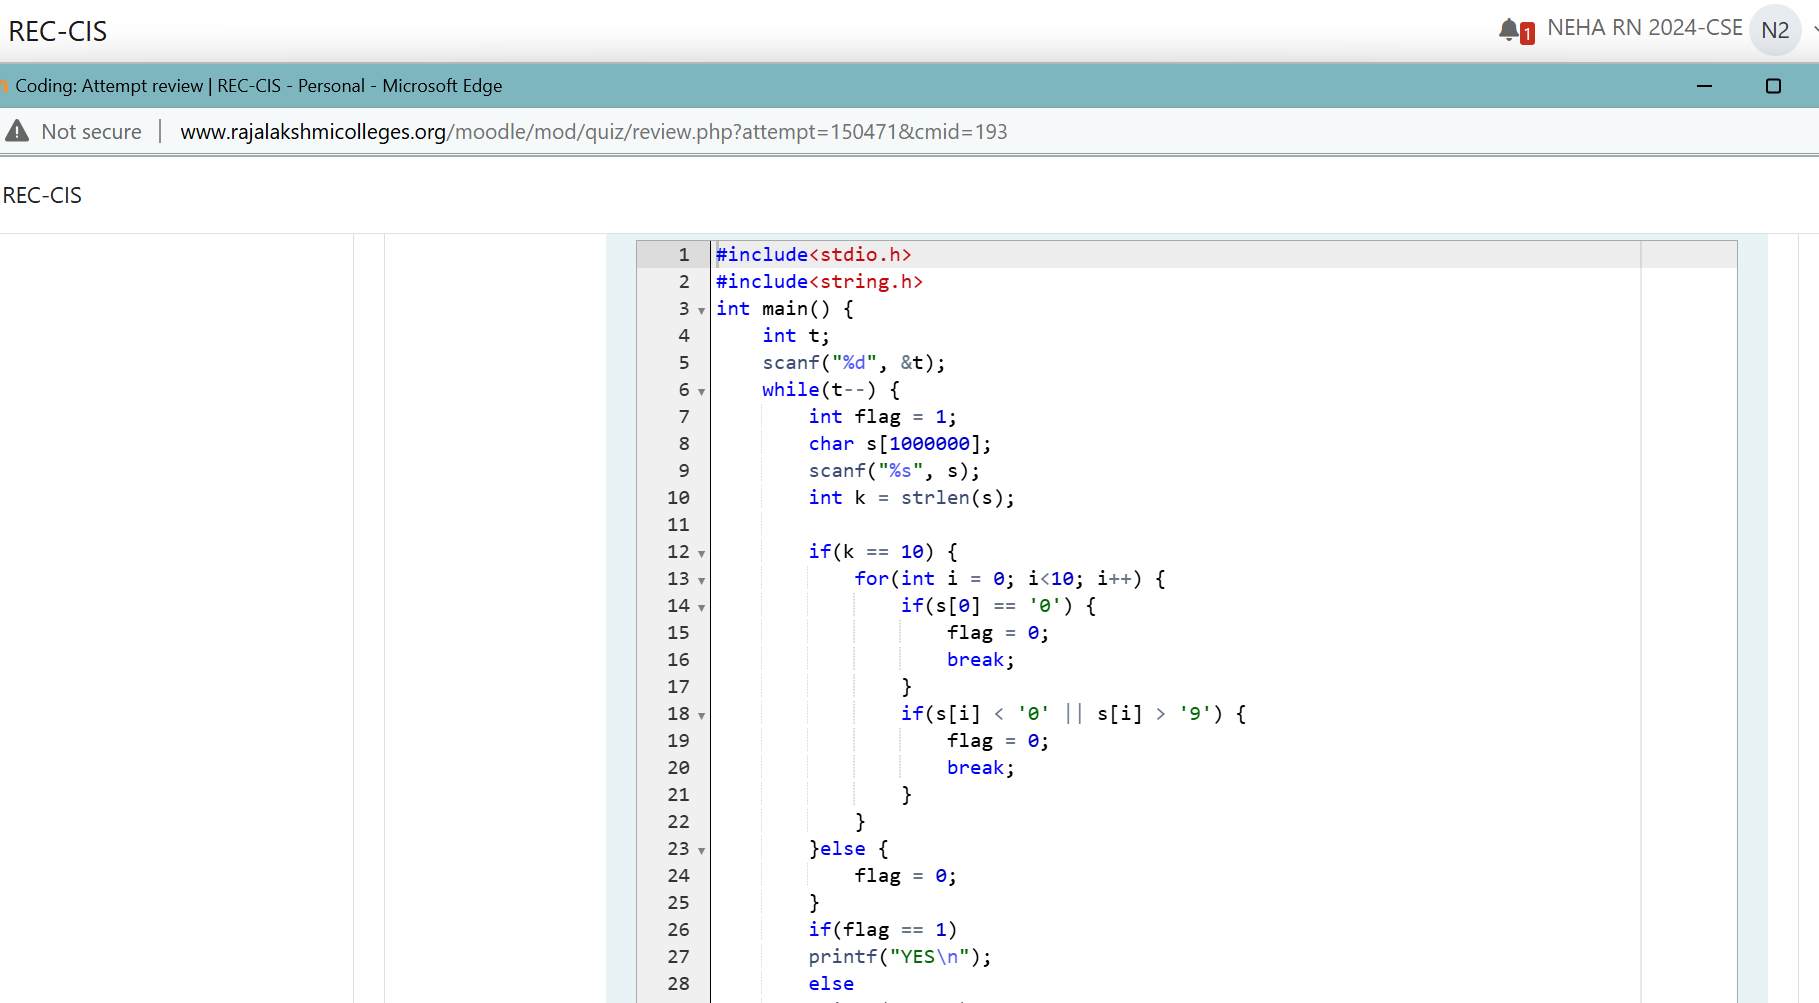 REC-CIS
1 NEHA RN 2024-CSE N2
Coding: Attempt review | REC-CIS - Personal - Microsoft Edge
Not secure | www.rajalakshmicolleges.org/moodle/mod/quiz/review.php?attempt=150471&cmid=193
REC-CIS
1 #include<stdio.h>
2 #include<string.h>
3 int main() {
4     int t;
5     scanf("%d", &t);
6     while(t--) {
7         int flag = 1;
8         char s[1000000];
9         scanf("%s", s);
10         int k = strlen(s);
11
12         if(k == 10) {
13             for(int i = 0; i<10; i++) {
14                 if(s[0] == '0') {
15                     flag = 0;
16                     break;
17                 }
18                 if(s[i] < '0' || s[i] > '9') {
19                     flag = 0;
20                     break;
21                 }
22             }
23         }else {
24             flag = 0;
25         }
26         if(flag == 1)
27         printf("YES\n");
28         else